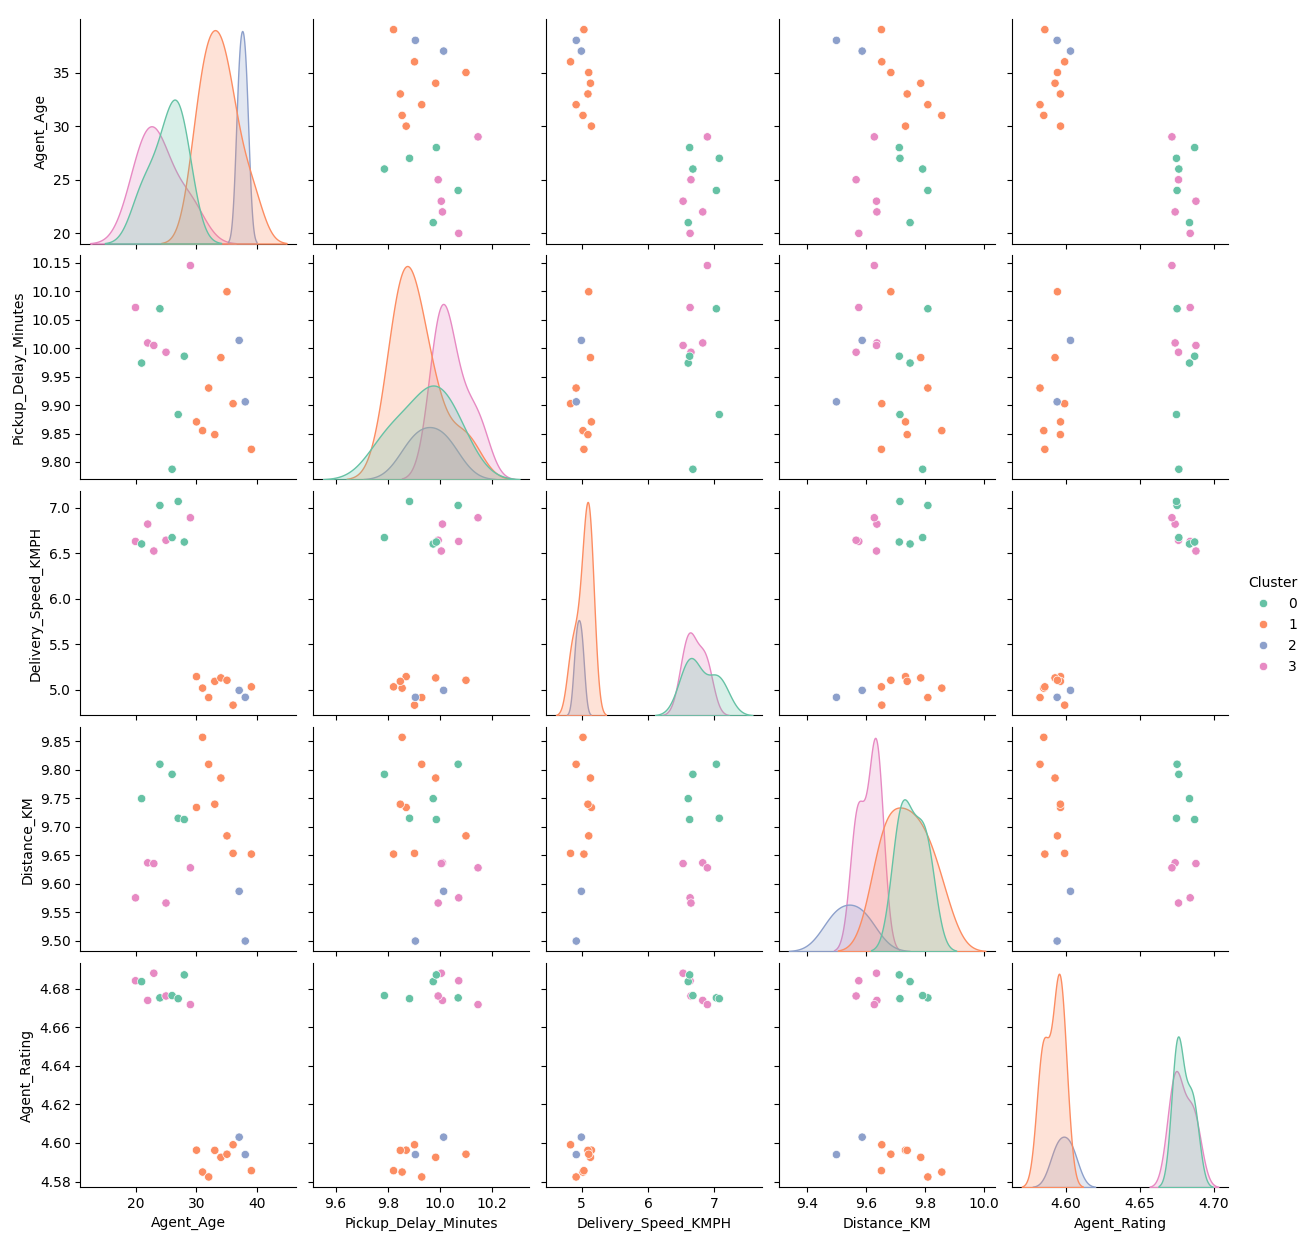 35
30
25
20
Agent_Age
10.15
10.10
10.05
10.00
9.95
9.90
9.85
9.80
Pickup_Delay_Minutes
7.0
6.5
6.0
5.5
5.0
Delivery_Speed_KMPH
Cluster
0
1
2
3
9.85
9.80
9.75
9.70
9.65
9.60
9.55
9.50
Distance_KM
4.68
4.66
4.64
4.62
4.60
4.58
Agent_Rating
20 30 40
9.6 9.8 10.0 10.2
5 6 7
9.4 9.6 9.8 10.0
4.60 4.65 4.70
Agent_Age
Pickup_Delay_Minutes
Delivery_Speed_KMPH
Distance_KM
Agent_Rating